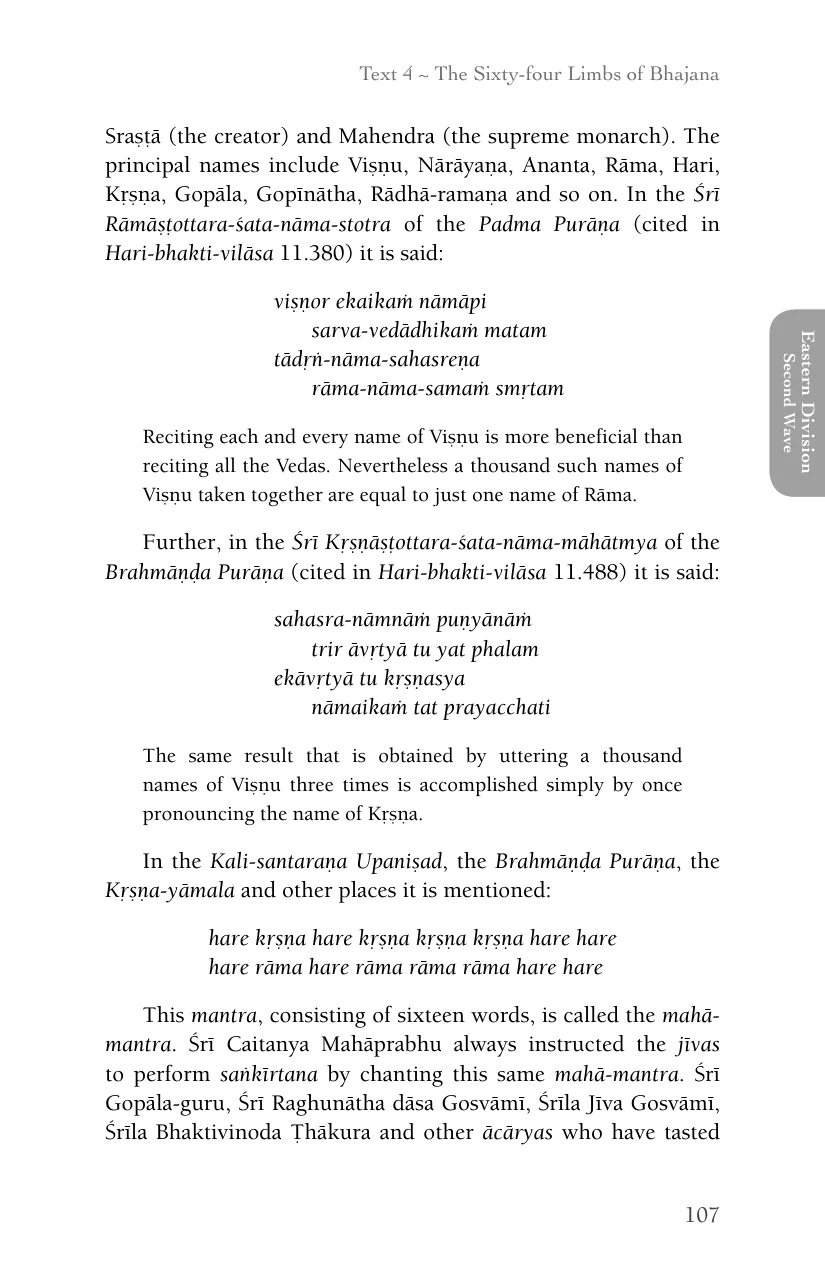 Text 4 ~ The Sixty-four Limbs of Bhajana
Sraṣṭā (the creator) and Mahendra (the supreme monarch). The
principal names include Viṣṇu, Nārāyaṇa, Ananta, Rāma, Hari,
Kṛṣṇa, Gopāla, Gopīnātha, Rādhā-ramaṇa and so on. In the Śrī
Rāmāṣṭottara-śata-nāma-stotra of the Padma Purāṇa (cited in
Hari-bhakti-vilāsa 11.380) it is said:
viṣṇor ekaikaṁ nāmāpi
sarva-vedādhikaṁ matam
tādṛṅ-nāma-sahasreṇa
rāma-nāma-samaṁ smṛtam
Reciting each and every name of Viṣṇu is more beneficial than
reciting all the Vedas. Nevertheless a thousand such names of
Viṣṇu taken together are equal to just one name of Rāma.
Further, in the Śrī Kṛṣṇāṣṭottara-śata-nāma-māhātmya of the
Brahmāṇḍa Purāṇa (cited in Hari-bhakti-vilāsa 11.488) it is said:
sahasra-nāmnāṁ puṇyānāṁ
trir āvṛtyā tu yat phalam
ekāvṛtyā tu kṛṣṇasya
nāmaikaṁ tat prayacchati
The same result that is obtained by uttering a thousand
names of Viṣṇu three times is accomplished simply by once
pronouncing the name of Kṛṣṇa.
In the Kali-santaraṇa Upaniṣad, the Brahmāṇḍa Purāṇa, the
Kṛṣṇa-yāmala and other places it is mentioned:
hare kṛṣṇa hare kṛṣṇa kṛṣṇa kṛṣṇa hare hare
hare rāma hare rāma rāma rāma hare hare
This mantra, consisting of sixteen words, is called the mahā-
mantra. Śrī Caitanya Mahāprabhu always instructed the jīvas
to perform saṅkīrtana by chanting this same mahā-mantra. Śrī
Gopāla-guru, Śrī Raghunātha dāsa Gosvāmī, Śrīla Jīva Gosvāmī,
Śrīla Bhaktivinoda Ṭhākura and other ācāryas who have tasted
Eastern Division
Second Wave
107